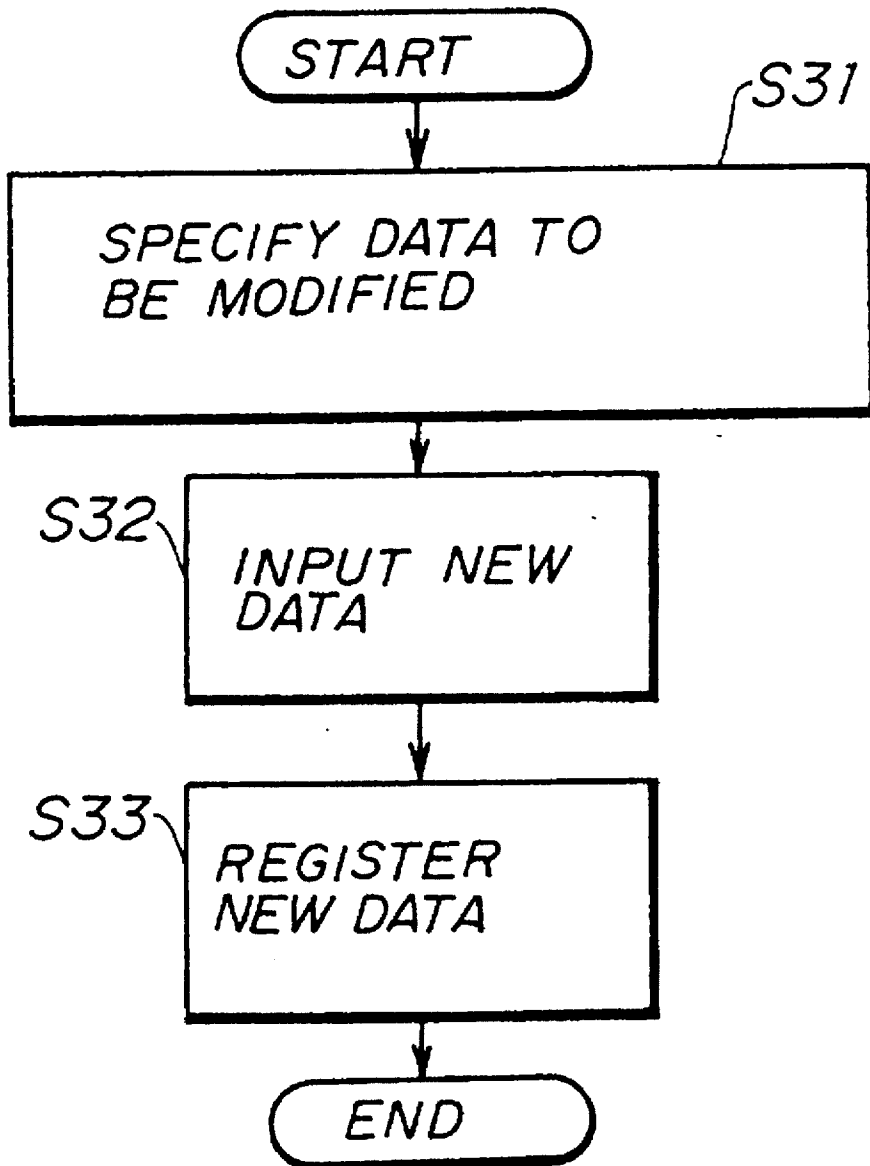 START
S31
SPECIFY DATA TO
BE MODIFIED
S32
INPUT NEW
DATA
S33
REGISTER
NEW DATA
END